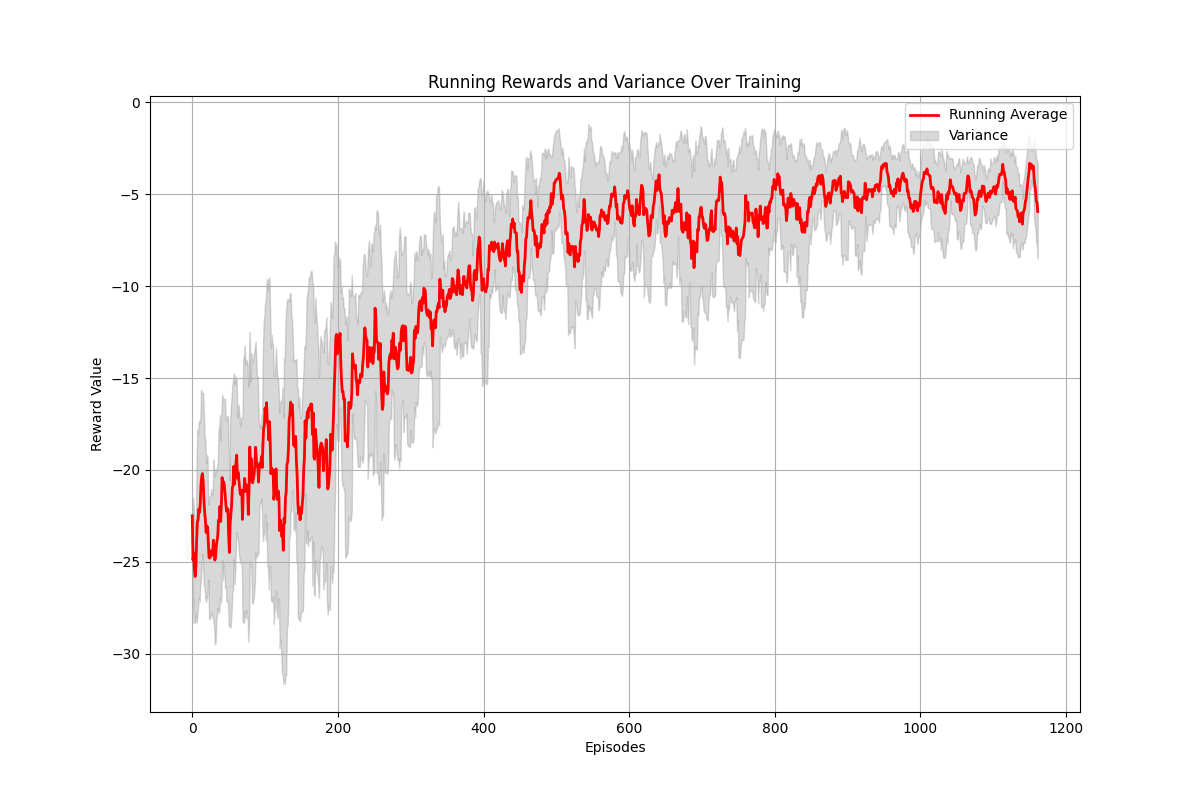 Running Rewards and Variance Over Training
Running Average
Variance
Reward Value
0
−5
−10
−15
−20
−25
−30
0 200 400 600 800 1000 1200
Episodes